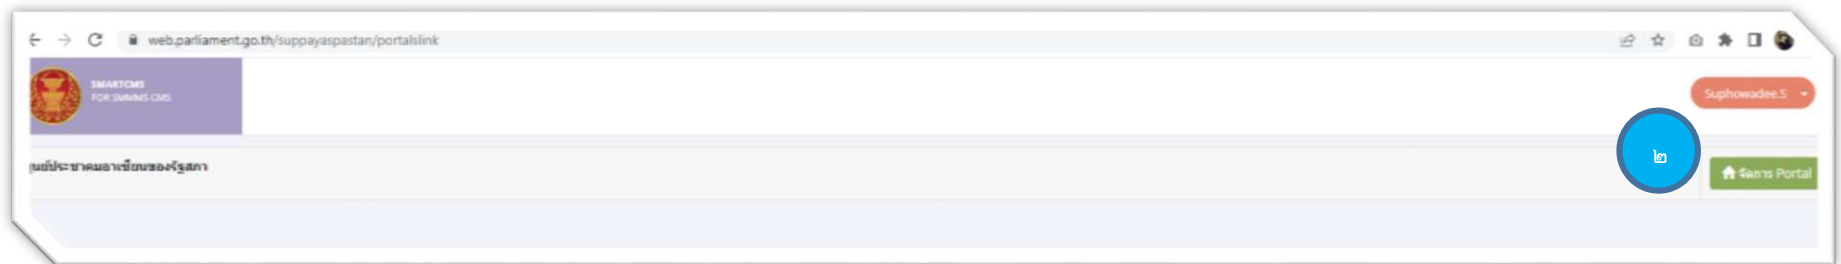 web.parliament.go.th/suppayaspastan/portalslink
SMARTCMS
FOR SMMMS CMS
Suphowadee.S
๒
ูนย์ประชาคมอาเซียนของรัฐสภา
จัดการ Portal